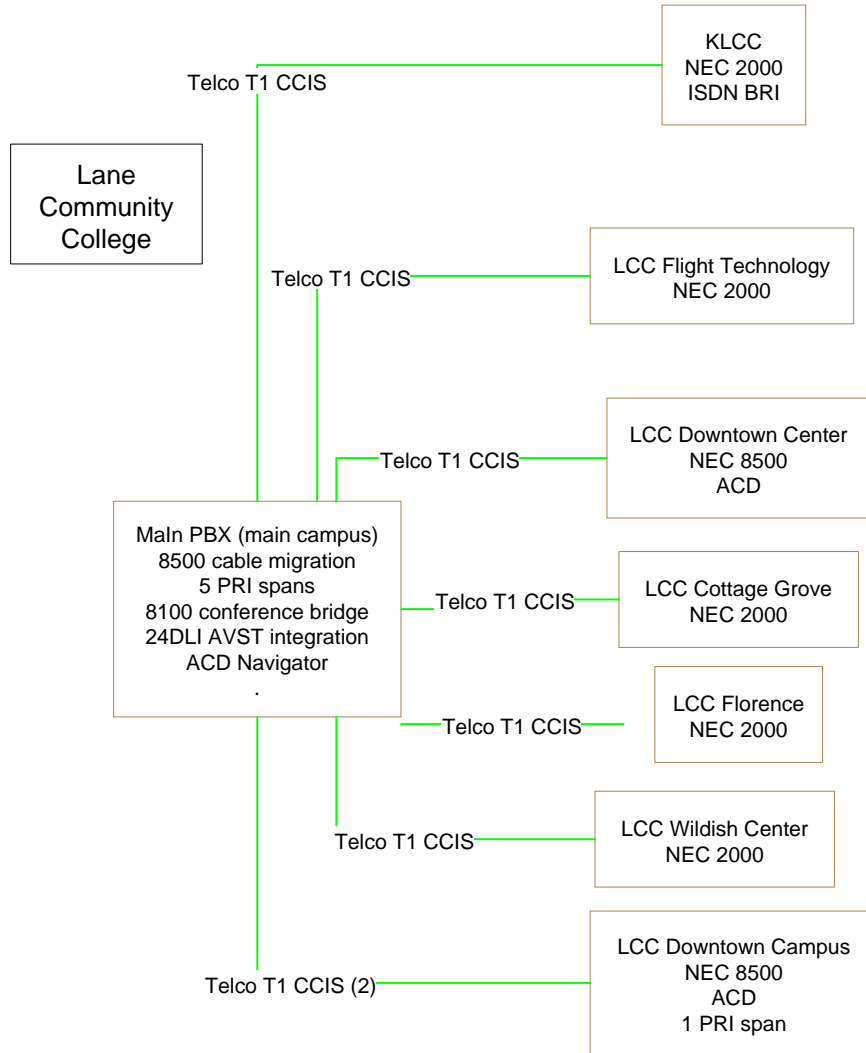 KLCC
NEC 2000
ISDN BRI
Telco T1 CCIS
Lane
Community
College
LCC Flight Technology
NEC 2000
Telco T1 CCIS
LCC Downtown Center
NEC 8500
ACD
Telco T1 CCIS
MaIn PBX (main campus)
8500 cable migration
5 PRI spans
8100 conference bridge
24DLI AVST integration
ACD Navigator
.
Telco T1 CCIS
LCC Cottage Grove
NEC 2000
Telco T1 CCIS
LCC Florence
NEC 2000
Telco T1 CCIS
LCC Wildish Center
NEC 2000
Telco T1 CCIS (2)
LCC Downtown Campus
NEC 8500
ACD
1 PRI span